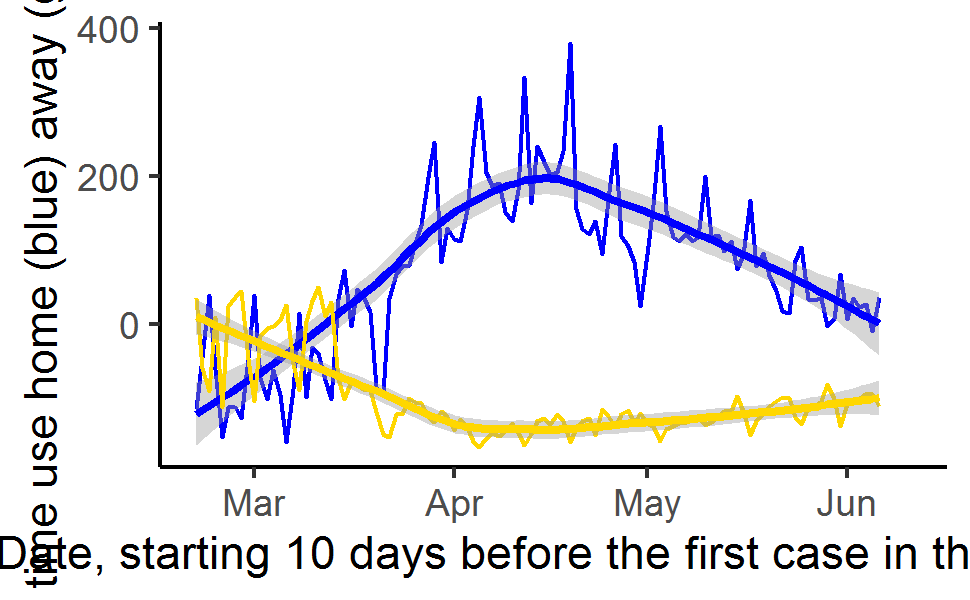 time use home (blue) away (g
400
200
0
Mar Apr May Jun
Date, starting 10 days before the first case in th